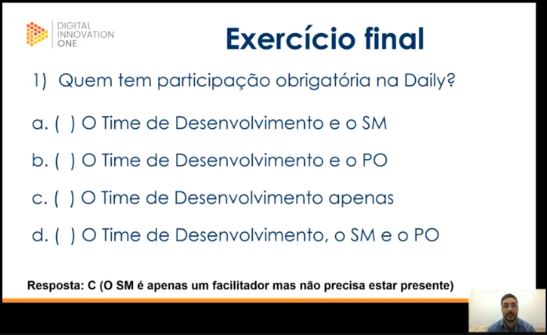 DIGITAL
INNOVATION
ONE
Exercício final
1) Quem tem participação obrigatória na Daily?
a. ( ) O Time de Desenvolvimento e o SM
b. ( ) O Time de Desenvolvimento e o PO
c. ( ) O Time de Desenvolvimento apenas
d. ( ) O Time de Desenvolvimento, o SM e o PO
Resposta: C (O SM é apenas um facilitador mas não precisa estar presente)